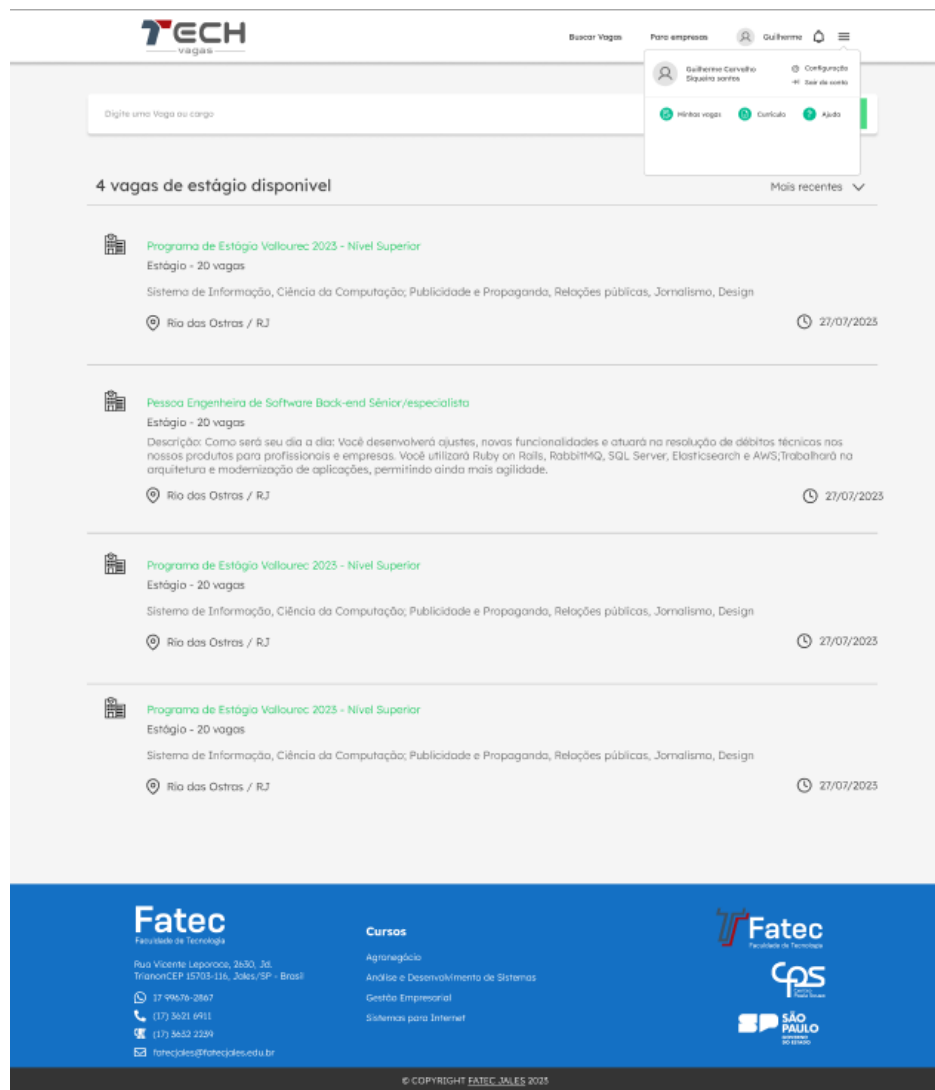 TECH
vagas
Buscar Vagas
Para empresas
Guilherme
Guilherme Carvalho
Siqueira santos
Configuração
Sair da conta
Minhas vagas
Currículo
Ajuda
Digite uma Vaga ou cargo
4 vagas de estágio disponivel
Mais recentes
Programa de Estágio Vallourec 2023 - Nível Superior
Estágio - 20 vagas
Sistema de Informação, Ciência da Computação; Publicidade e Propaganda, Relações públicas, Jornalismo, Design
Rio das Ostras / RJ
27/07/2023
Pessoa Engenheira de Software Back-end Sênior/especialista
Estágio - 20 vagas
Descrição: Como será seu dia a dia: Você desenvolverá ajustes, novas funcionalidades e atuará na resolução de débitos técnicos nos
nossos produtos para profissionais e empresas. Você utilizará Ruby on Rails, RabbitMQ, SQL Server, Elasticsearch e AWS;Trabalhará na
arquitetura e modernização de aplicações, permitindo ainda mais agilidade.
Rio das Ostras / RJ
27/07/2023
Programa de Estágio Vallourec 2023 - Nível Superior
Estágio - 20 vagas
Sistema de Informação, Ciência da Computação; Publicidade e Propaganda, Relações públicas, Jornalismo, Design
Rio das Ostras / RJ
27/07/2023
Programa de Estágio Vallourec 2023 - Nível Superior
Estágio - 20 vagas
Sistema de Informação, Ciência da Computação; Publicidade e Propaganda, Relações públicas, Jornalismo, Design
Rio das Ostras / RJ
27/07/2023
Fatec
Faculdade de Tecnologia
Rua Vicente Leporace, 2630, Jd.
TrianonCEP 15703-116, Jales/SP - Brasil
17 99676-2867
(17) 3621 6911
(17) 3632 2239
fatecjales@fatecjales.edu.br
Cursos
Agronegócio
Análise e Desenvolvimento de Sistemas
Gestão Empresarial
Sistemas para Internet
Fatec
Faculdade de Tecnologia
CPS
Centro
Paula Souza
SP
SÃO
PAULO
GOVERNO
DO ESTADO
© COPYRIGHT FATEC JALES 2023